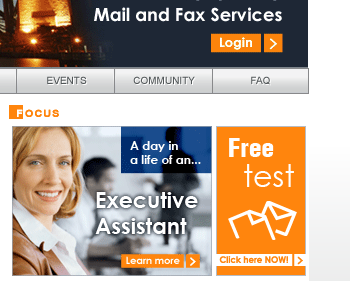 Mail and Fax Services
Login
EVENTS COMMUNITY FAQ
FOCUS
A day in
a life of an...
Executive
Assistant
Learn more
Free
test
Click here NOW!